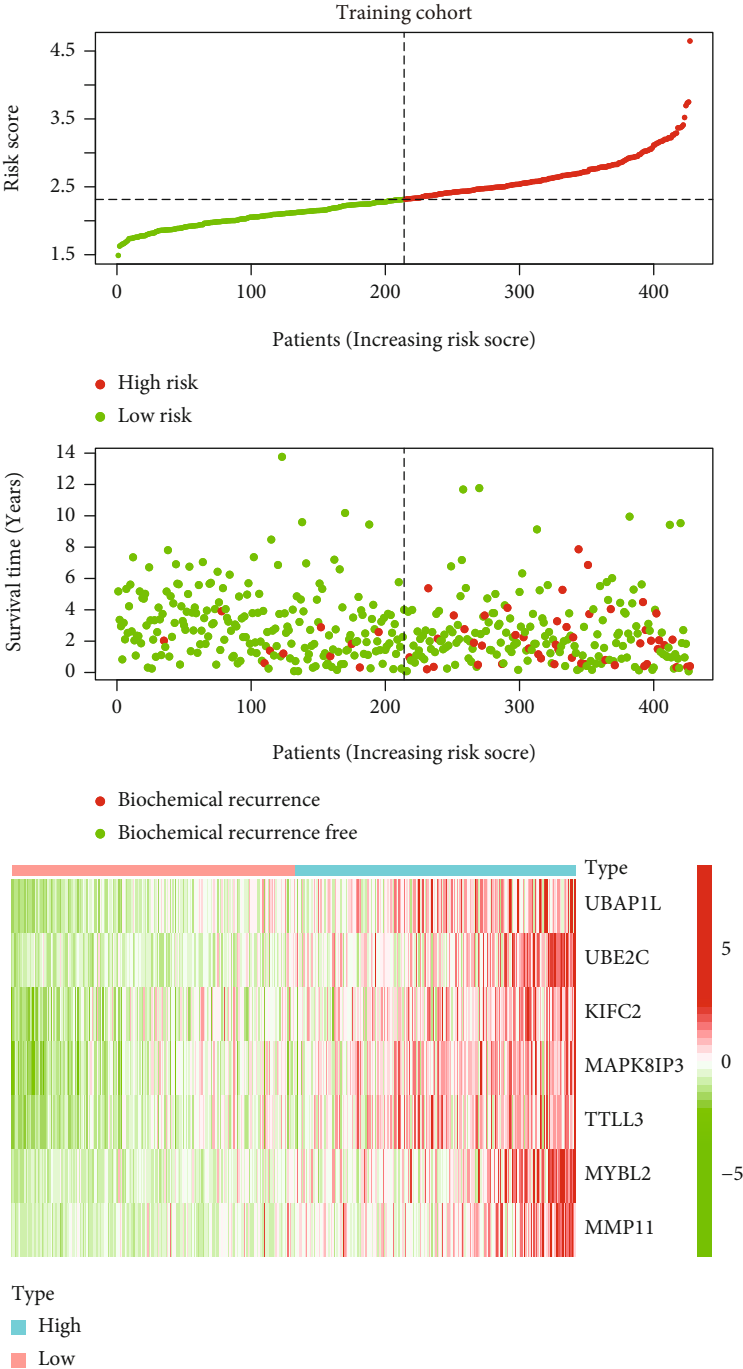 Training cohort
Risk score
4.5
3.5
2.5
1.5
0 100 200 300 400
Patients (Increasing risk socre)
High risk
Low risk
Survival time (Years)
14
12
10
8
6
4
2
0
0 100 200 300 400
Patients (Increasing risk socre)
Biochemical recurrence
Biochemical recurrence free
Type
UBAP1L
UBE2C
KIFC2
MAPK8IP3
TTLL3
MYBL2
MMP11
5
0
−5
Type
High
Low